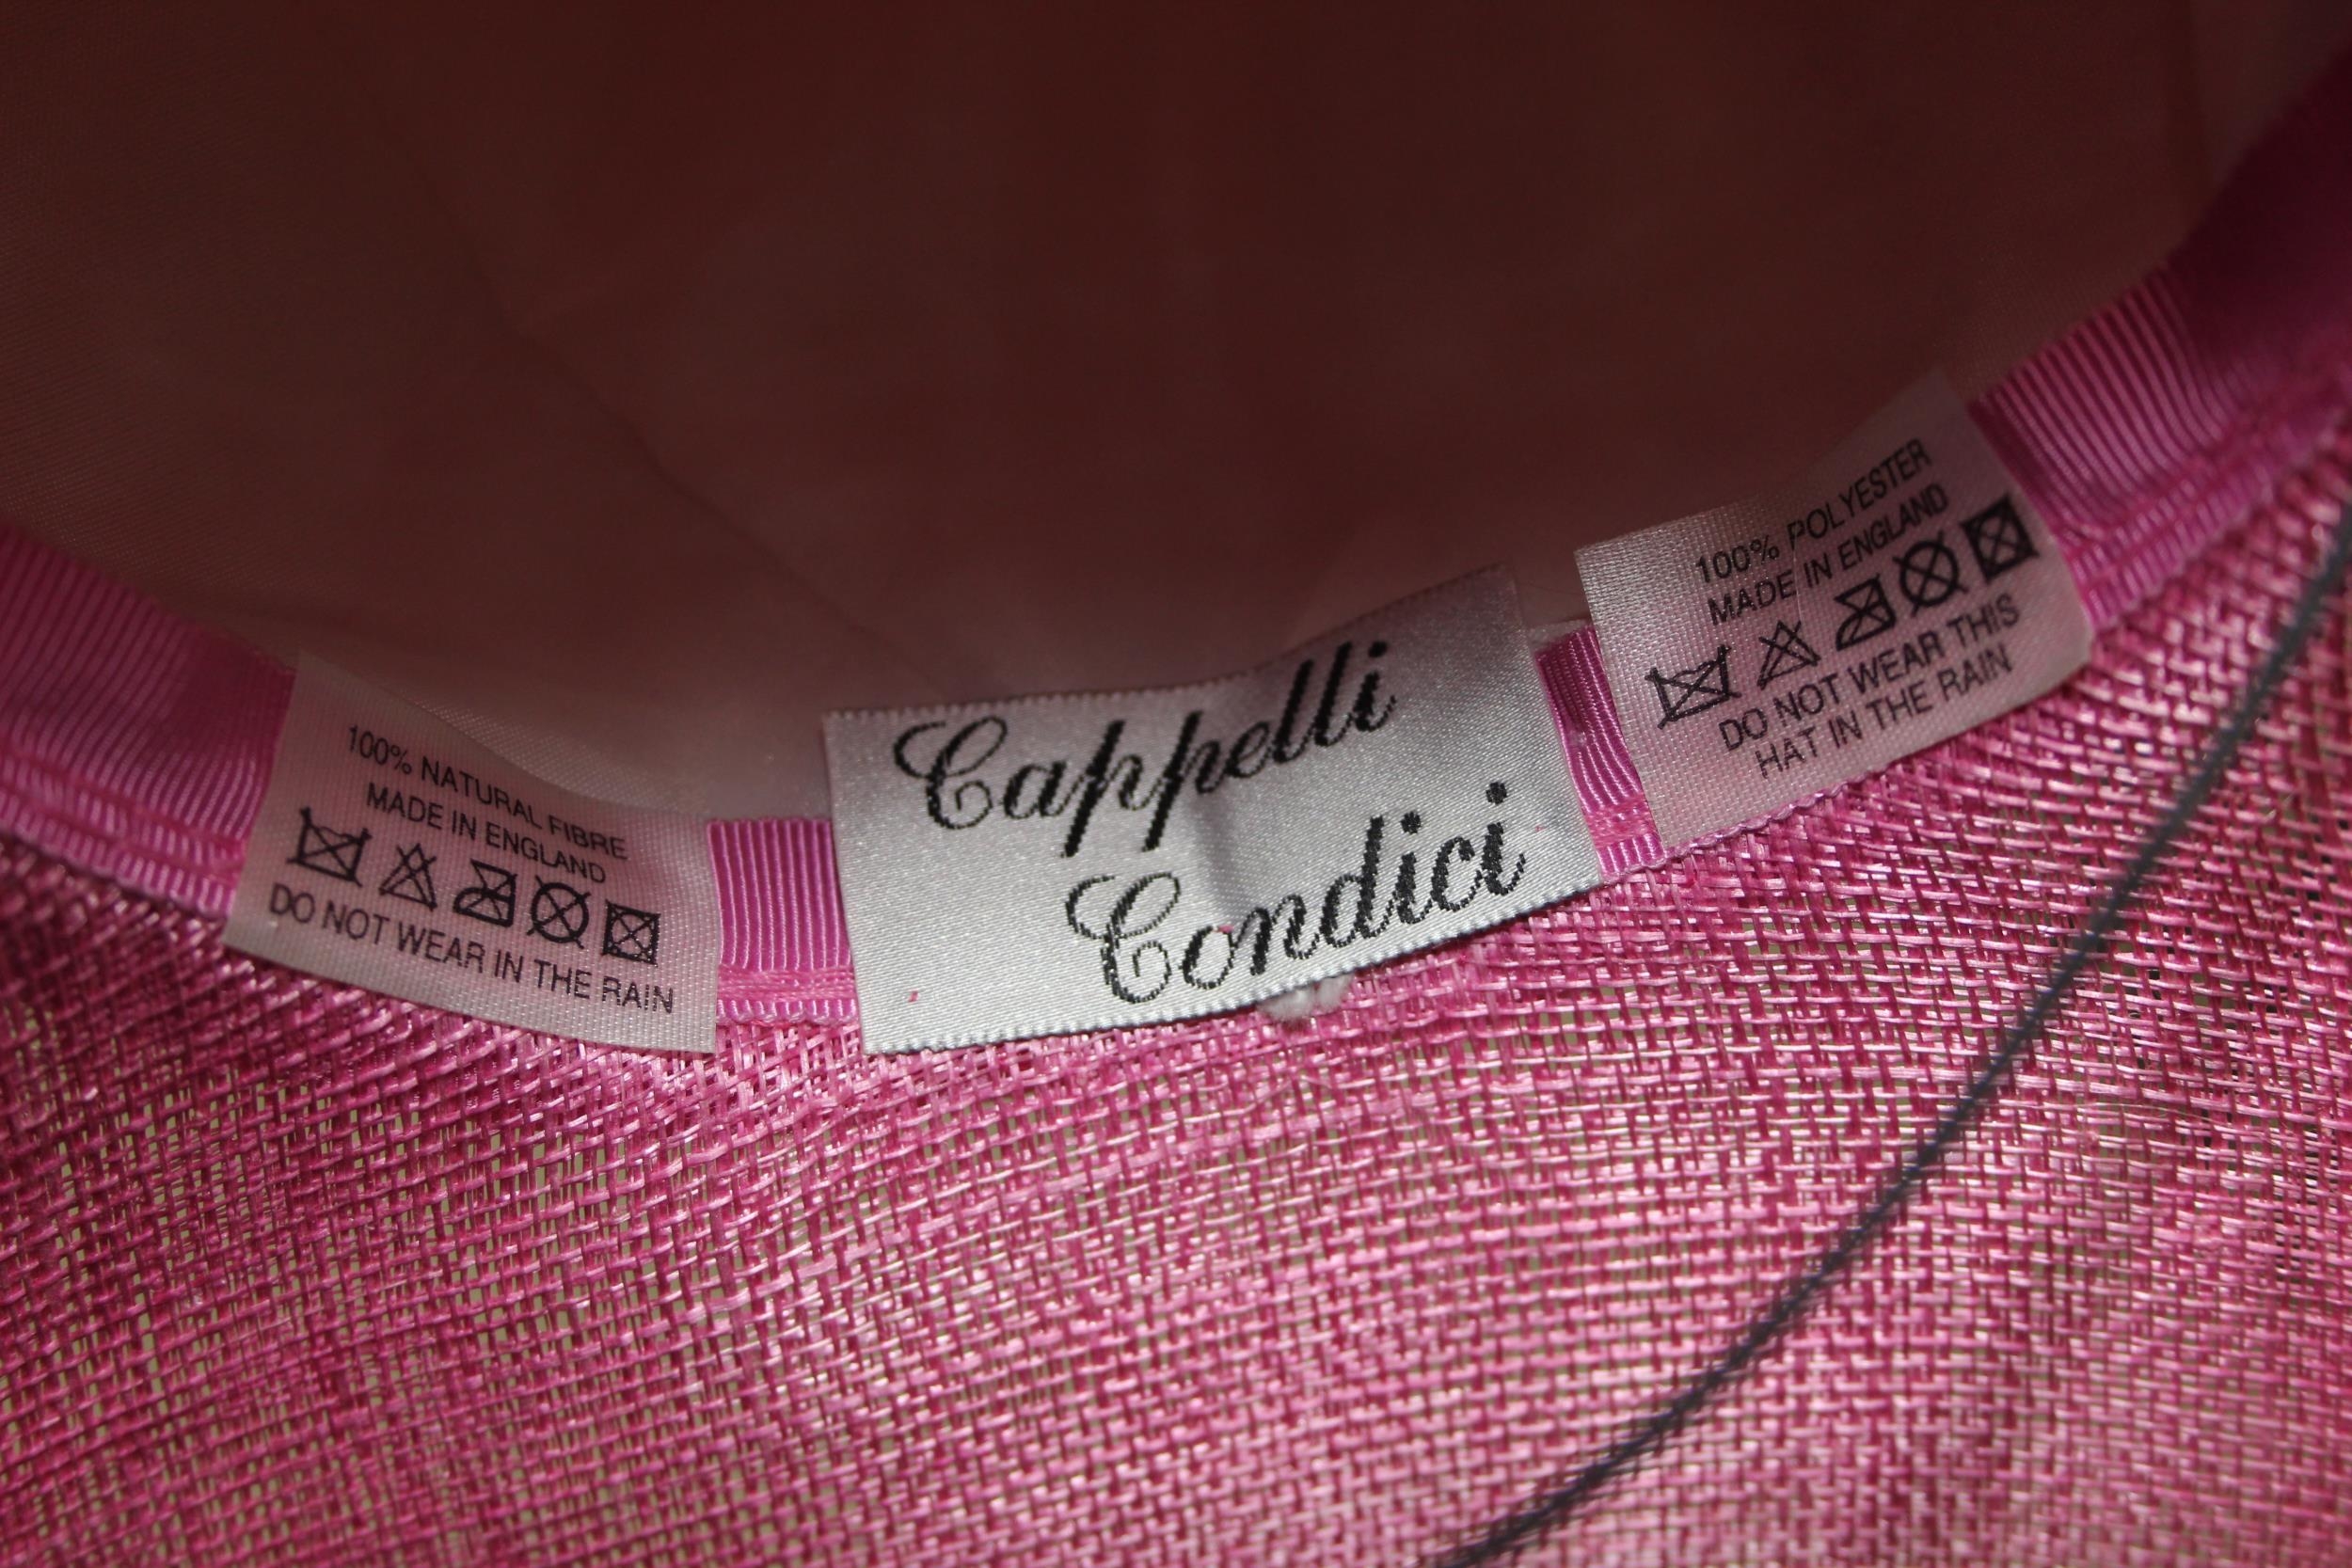 100% NATURAL FIBRE
MADE IN ENGLAND
DO NOT WEAR IN THE RAIN
Cappelli
Condici
100% POLYESTER
MADE IN ENGLAND
DO NOT WEAR THIS
HAT IN THE RAIN